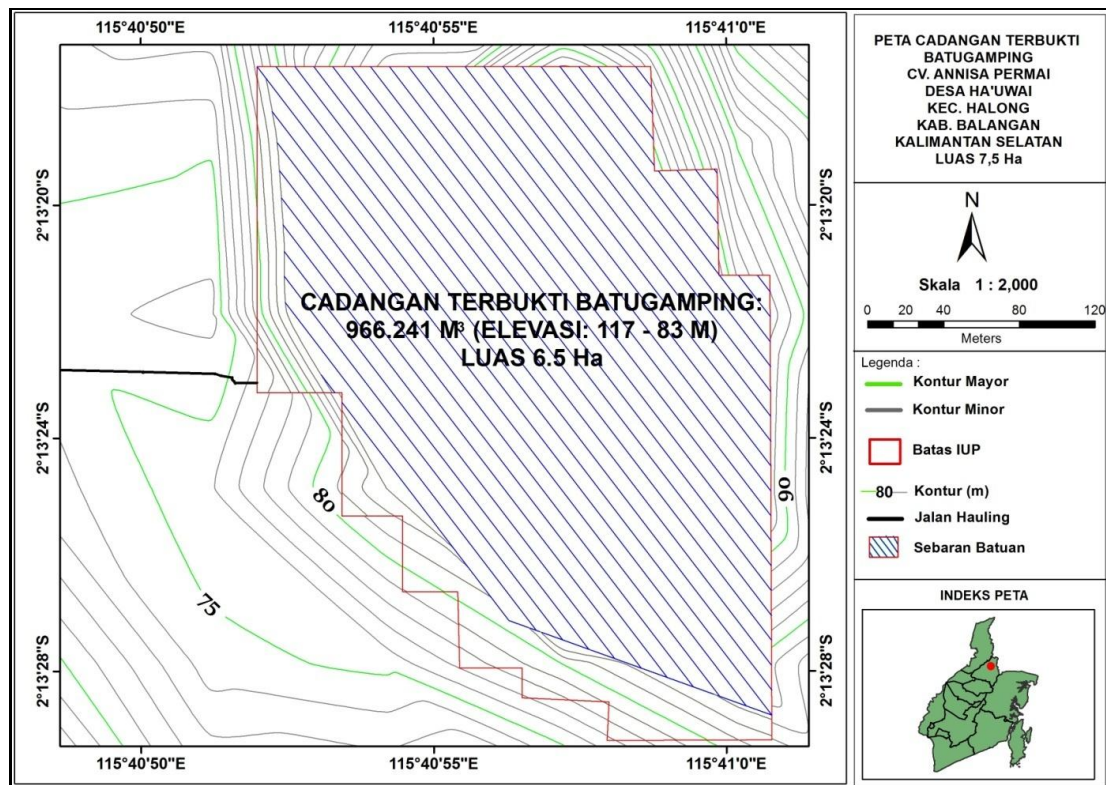 115°40'50"E 115°40'55"E 115°41'0"E
2°13'20"S
2°13'24"S
2°13'28"S
CADANGAN TERBUKTI BATUGAMPING:
966.241 M³ (ELEVASI: 117 - 83 M)
LUAS 6.5 Ha
80
75
90
2°13'20"S
2°13'24"S
2°13'28"S
115°40'50"E 115°40'55"E 115°41'0"E
PETA CADANGAN TERBUKTI
BATUGAMPING
CV. ANNISA PERMAI
DESA HA'UWAI
KEC. HALONG
KAB. BALANGAN
KALIMANTAN SELATAN
LUAS 7,5 Ha
N
Skala 1 : 2,000
0 20 40 80 120
Meters
Legenda :
Kontur Mayor
Kontur Minor
Batas IUP
80 Kontur (m)
Jalan Hauling
Sebaran Batuan
INDEKS PETA